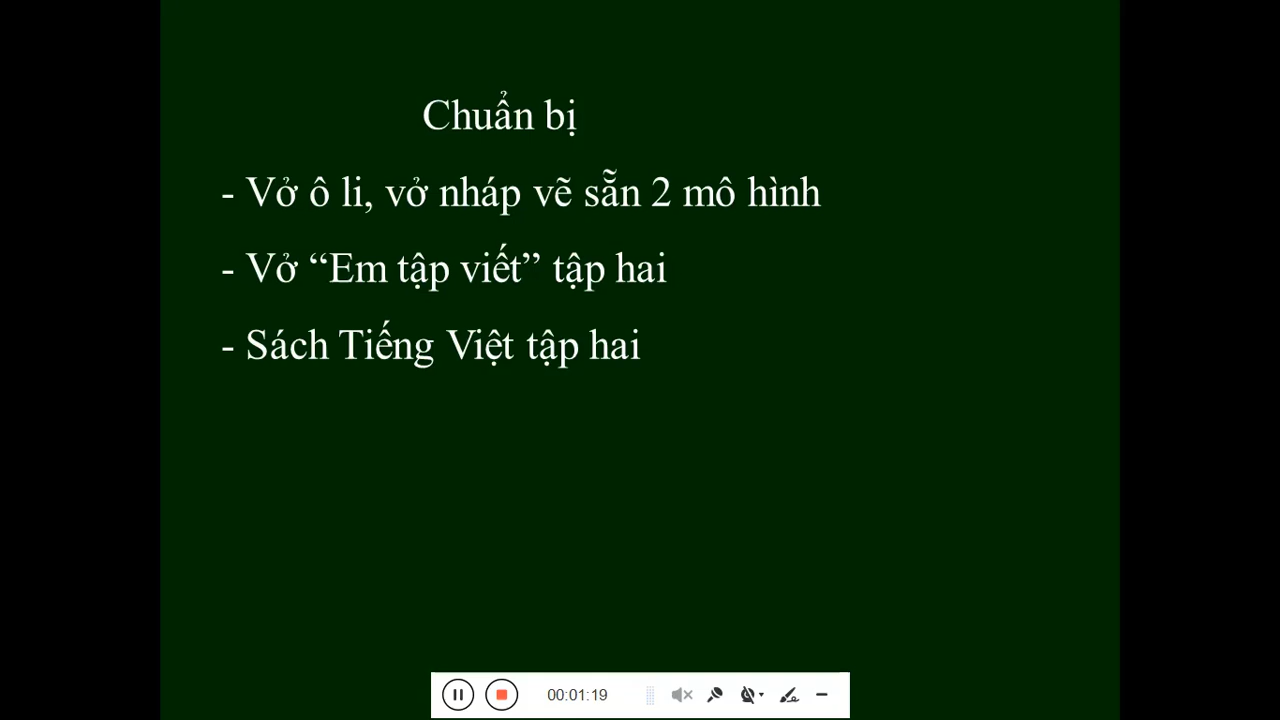 Chuẩn bị
- Vở ô li, vở nháp vẽ sẵn 2 mô hình
- Vở “Em tập viết” tập hai
- Sách Tiếng Việt tập hai
00:01:19